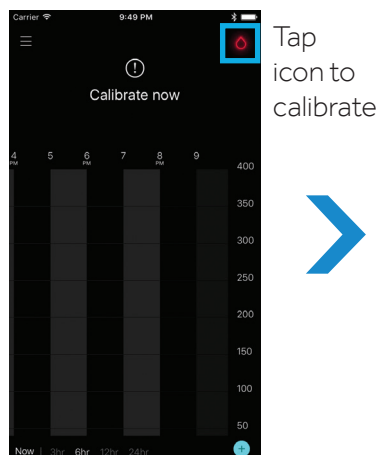 Carrier 9:49 PM
Tap
icon to
calibrate
Calibrate now
4 PM 5 6 PM 7 8 PM 9
400
350
300
250
200
150
100
50
Now | 3hr 6hr 12hr 24hr